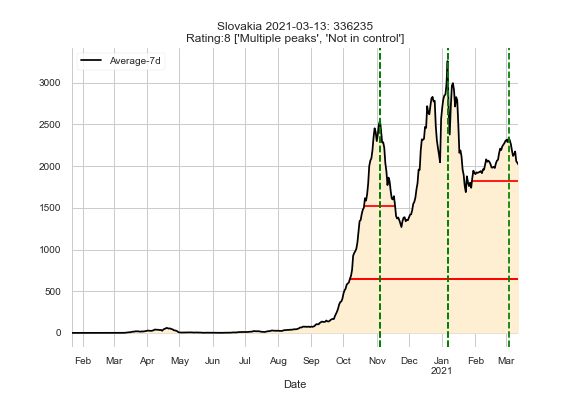 Slovakia 2021-03-13: 336235
Rating:8 ['Multiple peaks', 'Not in control']
Average-7d
3000
2500
2000
1500
1000
500
0
Feb Mar Apr May Jun Jul Aug Sep Oct Nov Dec Jan Feb Mar
2021
Date